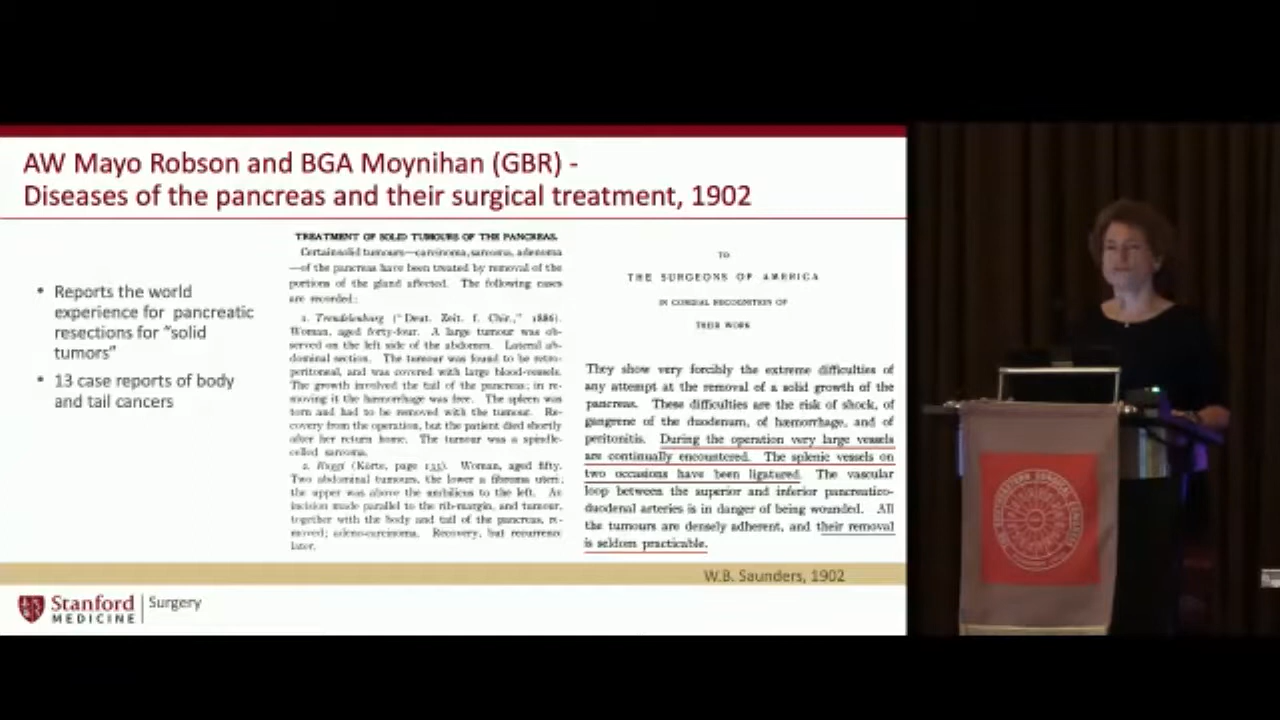 AW Mayo Robson and BGA Moynihan (GBR) -
Diseases of the pancreas and their surgical treatment, 1902
• Reports the world
experience for pancreatic
resections for “solid
tumors”
• 13 case reports of body
and tail cancers
TREATMENT OF SOLID TUMOURS OF THE PANCREAS.
Certain solid tumours—carcinoma, sarcoma, adenoma
—of the pancreas have been treated by removal of the
portions of the gland affected. The following cases
are recorded:
1. Trendelenburg ("Deut. Zeit. f. Chir.," 1886).
Woman, aged forty-four. A large tumour was ob-
served on the left side of the abdomen. Lateral ab-
dominal section. The tumour was found to be retro-
peritoneal, and was covered with large blood-vessels.
The growth involved the tail of the pancreas; in re-
moving it the hæmorrhage was free. The spleen was
torn and had to be removed with the tumour. Re-
covery from the operation, but the patient died shortly
after her return home. The tumour was a spindle-
celled sarcoma.
2. Ruggi (Körte, page 133). Woman, aged fifty.
Two abdominal tumours, the lower a fibroma uteri;
the upper was above the umbilicus to the left. An
incision made parallel to the rib-margin, and tumour,
together with the body and tail of the pancreas, re-
moved; adeno-carcinoma. Recovery, but recurrence
later.
TO
THE SURGEONS OF AMERICA
IN CORDIAL RECOGNITION OF
THEIR WORK
They show very forcibly the extreme difficulties of
any attempt at the removal of a solid growth of the
pancreas. These difficulties are the risk of shock, of
gangrene of the duodenum, of hæmorrhage, and of
peritonitis. During the operation very large vessels
are continually encountered. The splenic vessels on
two occasions have been ligatured. The vascular
loop between the superior and inferior pancreatico-
duodenal arteries is in danger of being wounded. All
the tumours are densely adherent, and their removal
is seldom practicable.
W.B. Saunders, 1902
Stanford
MEDICINE
Surgery